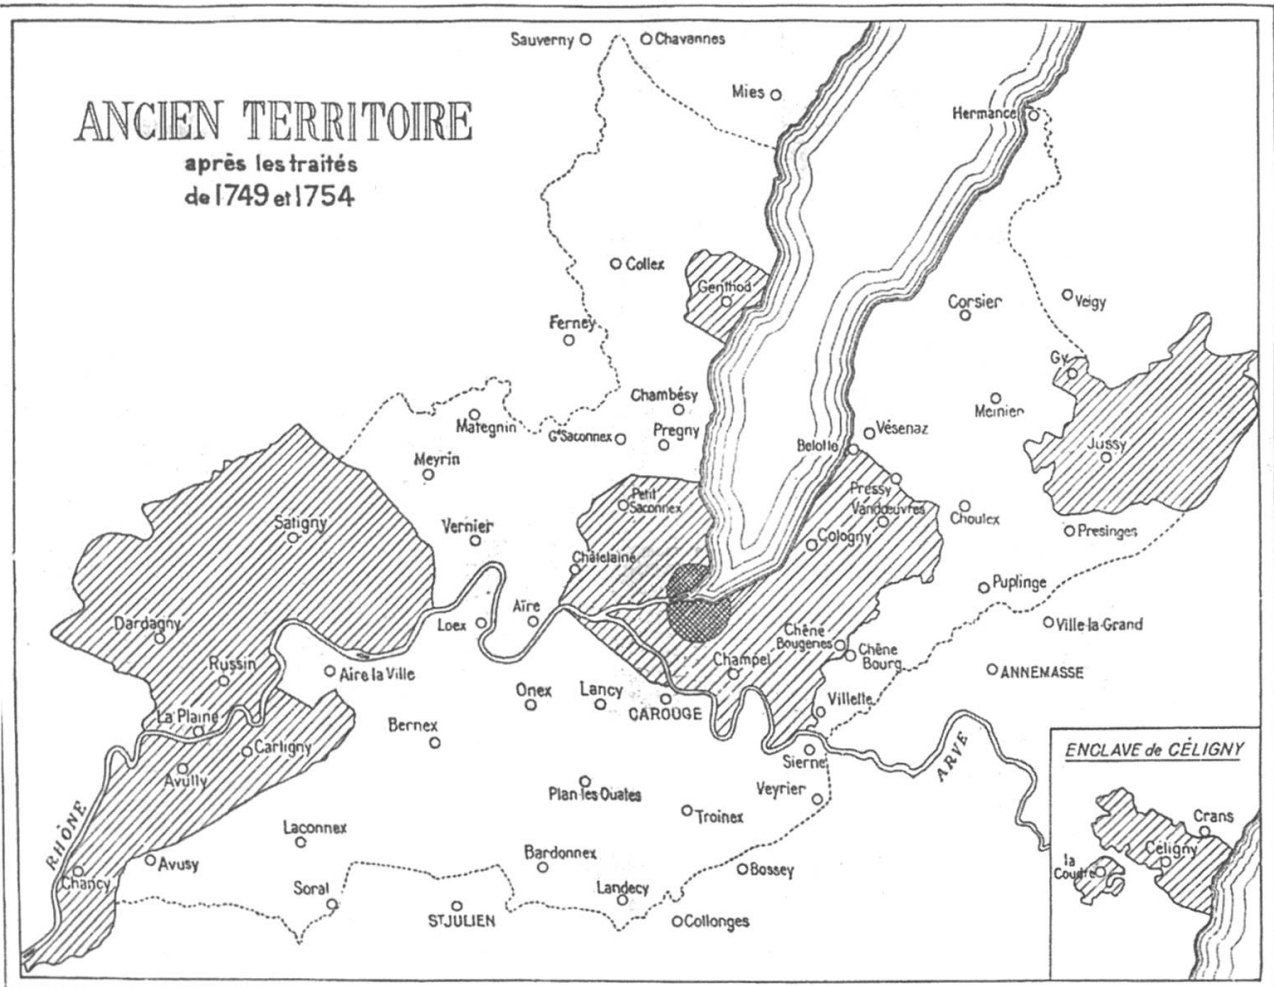 ANCIEN TERRITOIRE
après les traités
de 1749 et 1754
Sauverny
Chavannes
Mies
Hermance
Collex
Genthod
Corsier
Veigy
Ferney
Gy
Chambésy
Meinier
Mategnin
Gd Saconnex
Pregny
Vésenaz
Belotte
Jussy
Meyrin
Pressy
Petit
Saconnex
Vandœuvres
Choulex
Satigny
Vernier
Cologny
Presinges
Châtelaine
Puplinge
Dardagny
Loex
Aïre
Chêne
Bougeries
Chêne
Bourg
Ville-la-Grand
Russin
Aire la Ville
Champel
ANNEMASSE
Onex
Lancy
CAROUGE
Villette
La Plaine
Bernex
Cartigny
Sierne
ARVE
ENCLAVE de CÉLIGNY
Avully
Plan-les-Ouates
Veyrier
Troinex
Crans
RHÔNE
Laconnex
Céligny
la
Coudre
Avusy
Bardonnex
Bossey
Chancy
Soral
Landecy
ST JULIEN
Collonges